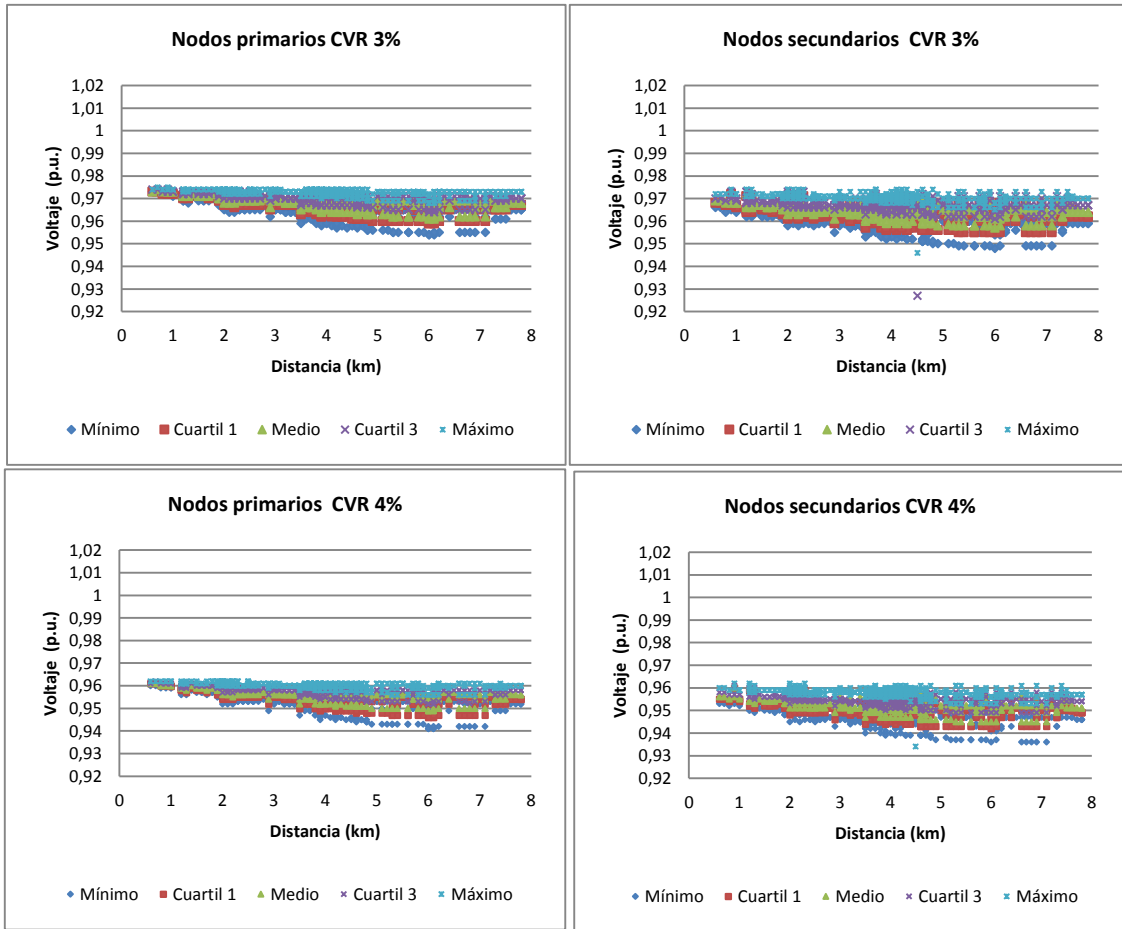 Nodos primarios CVR 3%
1,02
1,01
1
0,99
0,98
0,97
0,96
0,95
0,94
0,93
0,92
Voltaje (p.u.)
0 1 2 3 4 5 6 7 8
Distancia (km)
Mínimo Cuartil 1 Medio Cuartil 3 Máximo
Nodos secundarios CVR 3%
1,02
1,01
1
0,99
0,98
0,97
0,96
0,95
0,94
0,93
0,92
Voltaje (p.u.)
0 1 2 3 4 5 6 7 8
Distancia (km)
Mínimo Cuartil 1 Medio Cuartil 3 Máximo
Nodos primarios CVR 4%
1,02
1,01
1
0,99
0,98
0,97
0,96
0,95
0,94
0,93
0,92
Voltaje (p.u.)
0 1 2 3 4 5 6 7 8
Distancia (km)
Mínimo Cuartil 1 Medio Cuartil 3 Máximo
Nodos secundarios CVR 4%
1,02
1,01
1
0,99
0,98
0,97
0,96
0,95
0,94
0,93
0,92
Voltaje (p.u.)
0 1 2 3 4 5 6 7 8
Distancia (km)
Mínimo Cuartil 1 Medio Cuartil 3 Máximo